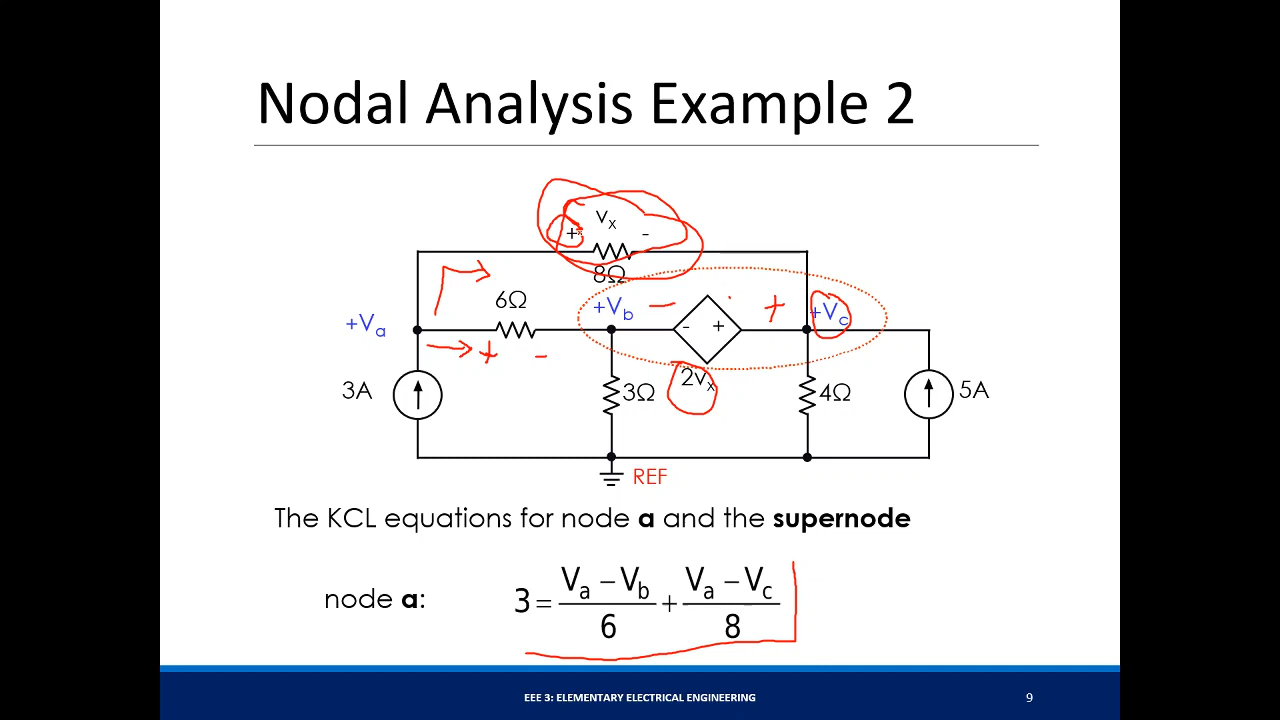 Nodal Analysis Example 2
+ vx -
8Ω
6Ω
+Vb - +
+Va
- + +Vc
+ -
3A 3Ω 2vx 4Ω 5A
REF
The KCL equations for node a and the supernode
node a: 3 = (Va − Vb)/6 + (Va − Vc)/8
EEE 3: ELEMENTARY ELECTRICAL ENGINEERING 9